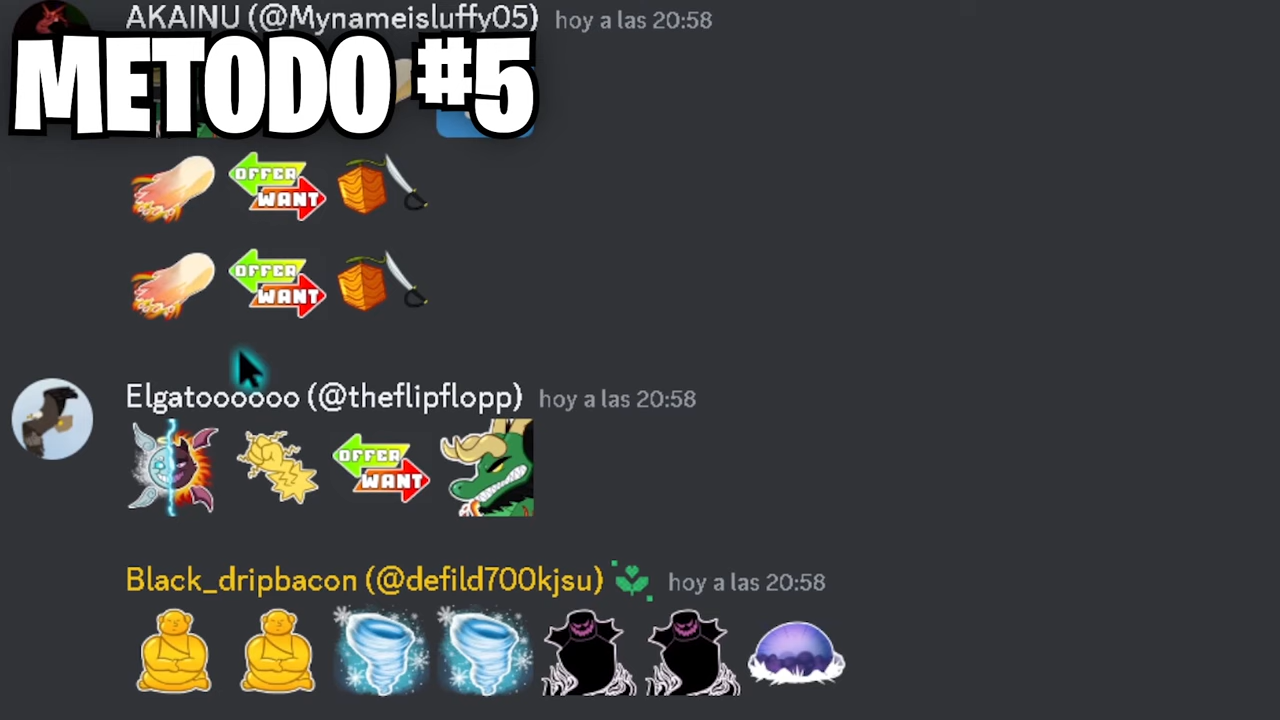 AKAINU (@Mynameisluffy05) hoy a las 20:58
METODO #5
OFFER
WANT
OFFER
WANT
Elgatoooooo (@theflipflopp) hoy a las 20:58
OFFER
WANT
Black_dripbacon (@defild700kjsu) hoy a las 20:58